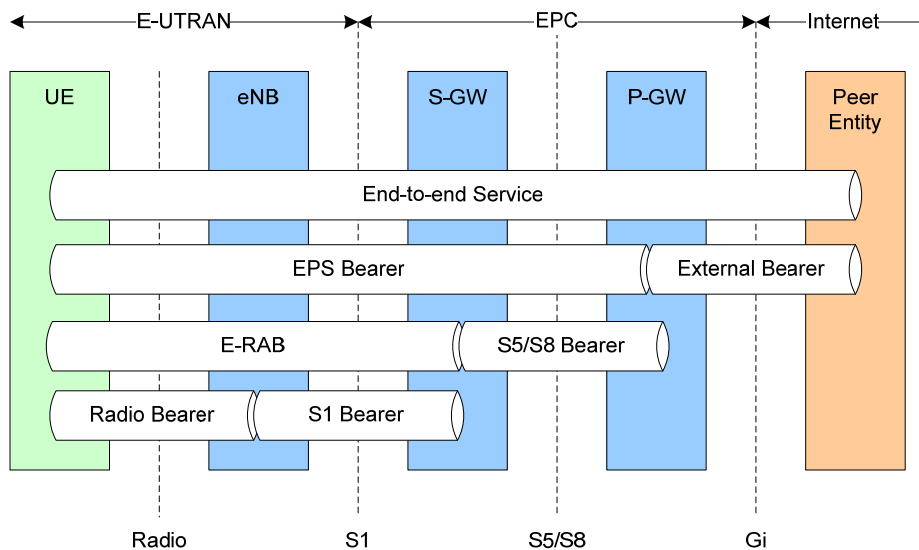 E-UTRAN EPC Internet
UE eNB S-GW P-GW Peer
Entity
End-to-end Service
EPS Bearer External Bearer
E-RAB S5/S8 Bearer
Radio Bearer S1 Bearer
Radio S1 S5/S8 Gi